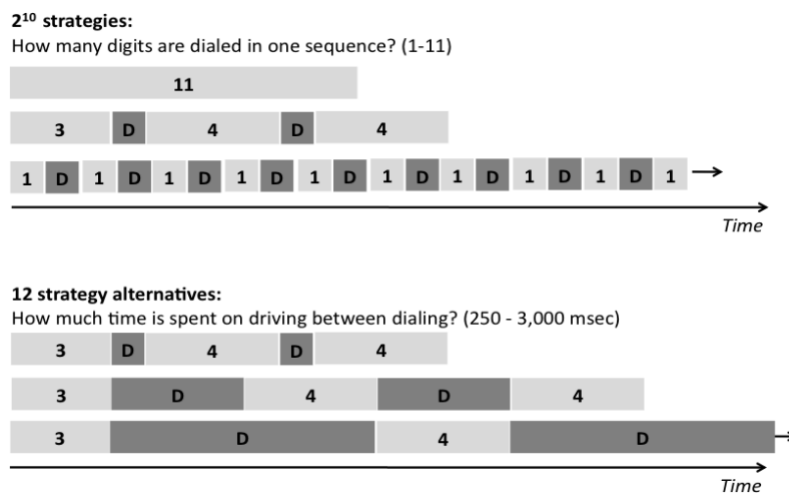 2¹⁰ strategies:
How many digits are dialed in one sequence? (1-11)
11
3 D 4 D 4
1 D 1 D 1 D 1 D 1 D 1 D 1 D 1 D 1 D 1
Time
12 strategy alternatives:
How much time is spent on driving between dialing? (250 - 3,000 msec)
3 D 4 D 4
3 D 4 D 4
3 D 4 D
Time